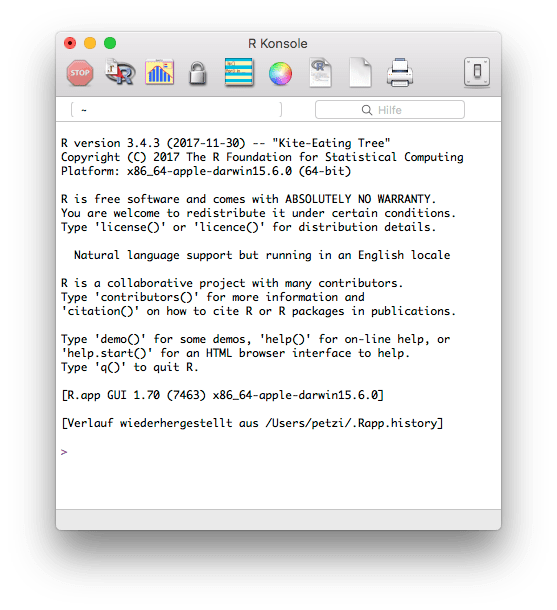 R Konsole
STOP
~
Hilfe
R version 3.4.3 (2017-11-30) -- "Kite-Eating Tree"
Copyright (C) 2017 The R Foundation for Statistical Computing
Platform: x86_64-apple-darwin15.6.0 (64-bit)
R is free software and comes with ABSOLUTELY NO WARRANTY.
You are welcome to redistribute it under certain conditions.
Type 'license()' or 'licence()' for distribution details.
Natural language support but running in an English locale
R is a collaborative project with many contributors.
Type 'contributors()' for more information and
'citation()' on how to cite R or R packages in publications.
Type 'demo()' for some demos, 'help()' for on-line help, or
'help.start()' for an HTML browser interface to help.
Type 'q()' to quit R.
[R.app GUI 1.70 (7463) x86_64-apple-darwin15.6.0]
[Verlauf wiederhergestellt aus /Users/petzi/.Rapp.history]
>